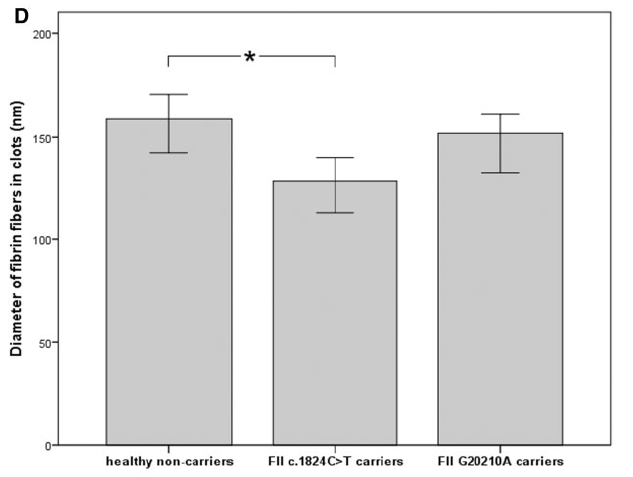 D
Diameter of fibrin fibers in clots (nm)
200
150
100
50
0
*
healthy non-carriers
FII c.1824C>T carriers
FII G20210A carriers